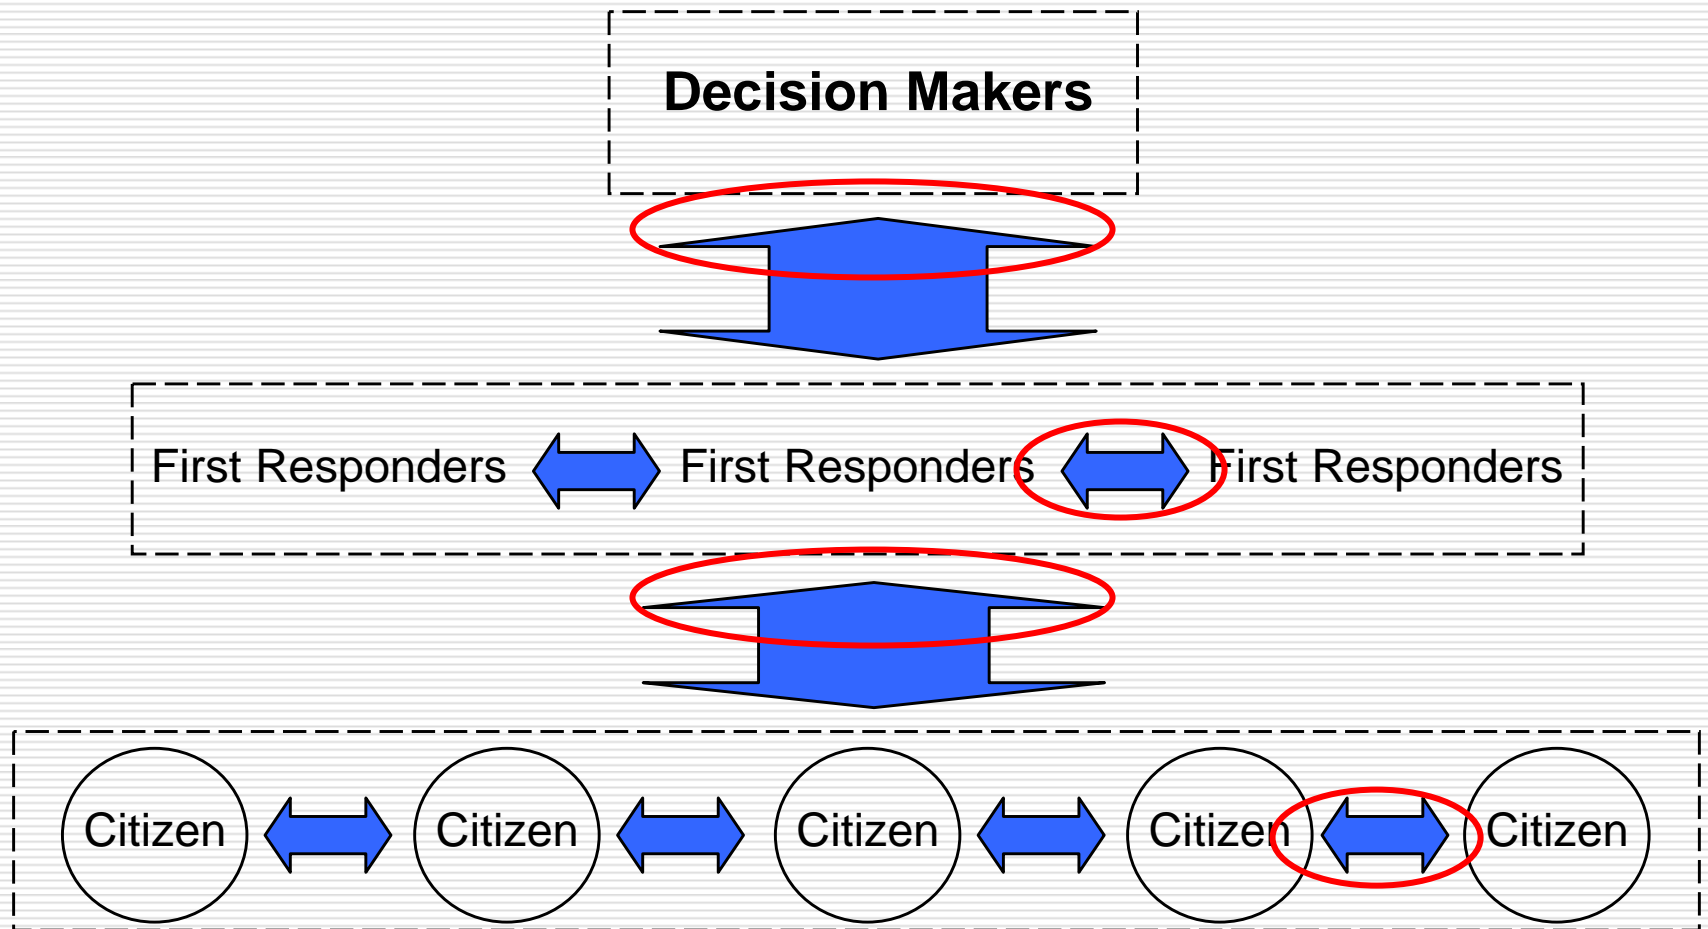 Decision Makers
First Responders First Responders First Responders
Citizen Citizen Citizen Citizen Citizen